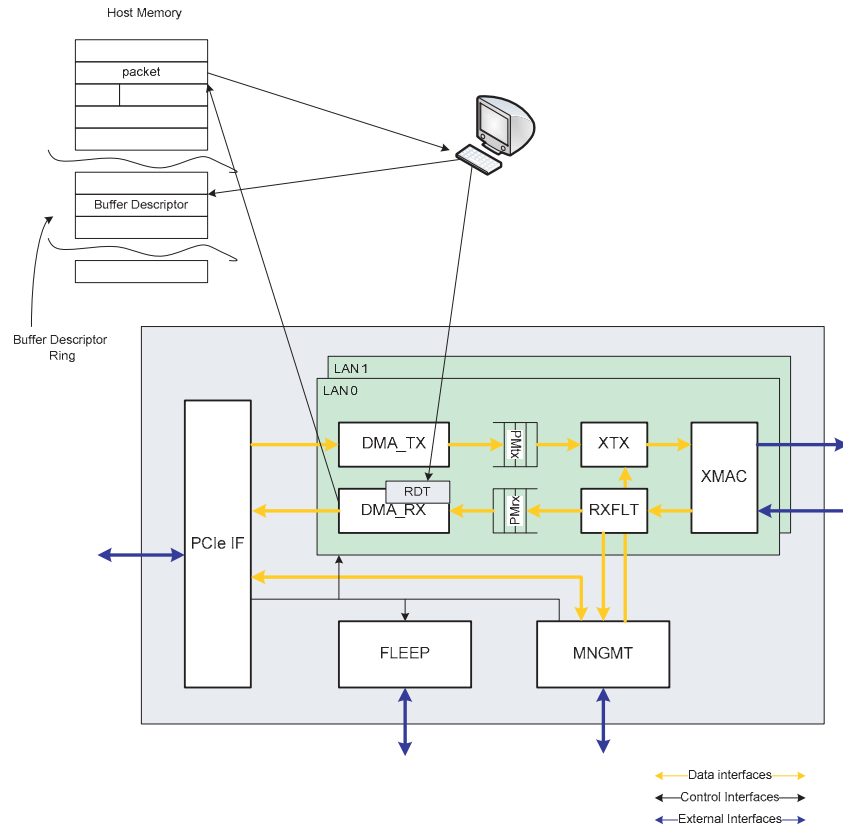 Host Memory
packet
Buffer Descriptor
Buffer Descriptor
Ring
LAN 1
LAN 0
DMA_TX
PMtx
XTX
XMAC
RDT
DMA_RX
PMrx
RXFLT
PCIe IF
FLEEP
MNGMT
Data interfaces
Control Interfaces
External Interfaces